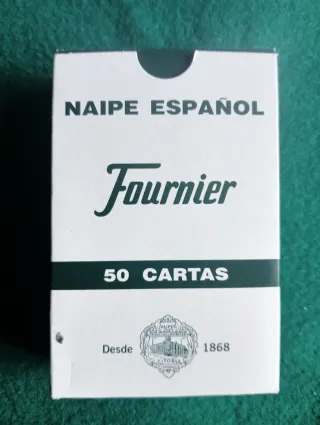 NAIPE ESPAÑOL
Fournier
50 CARTAS
Desde 1868